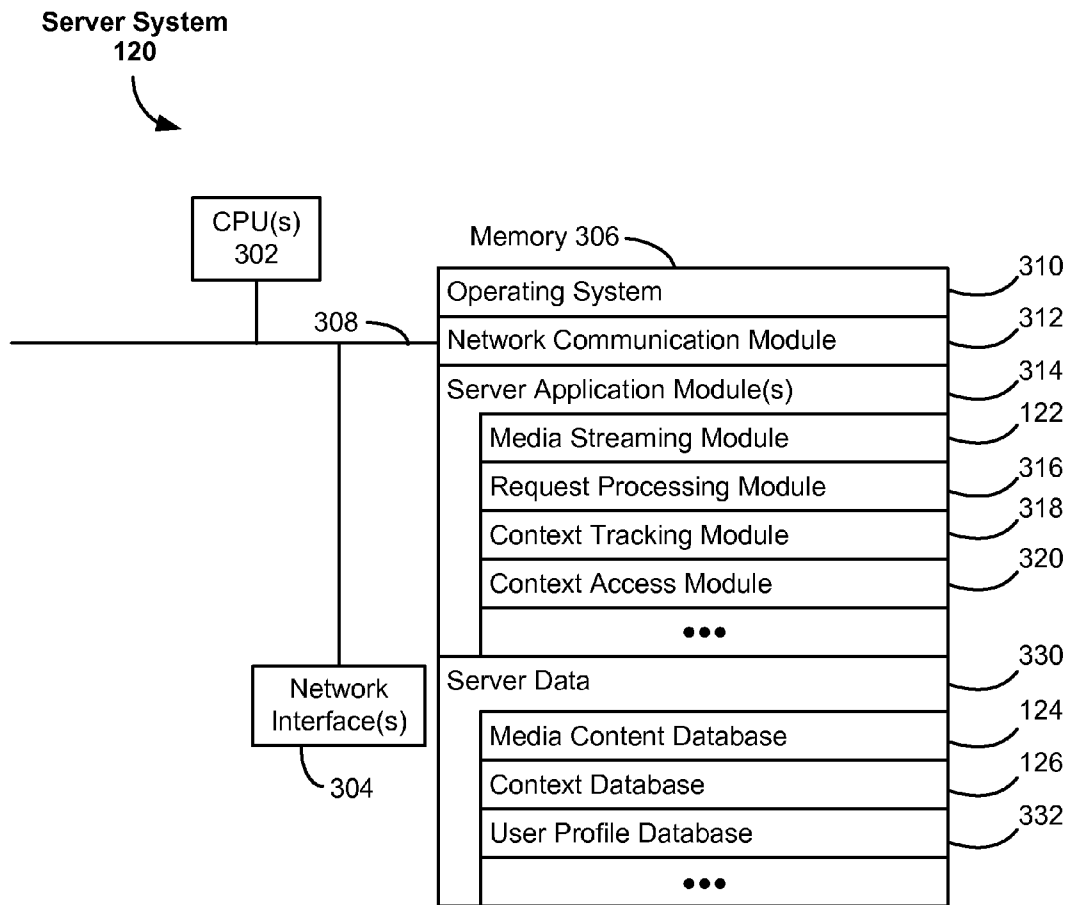 Server System
120
CPU(s)
302
Memory 306
310
Operating System
308
312
Network Communication Module
314
Server Application Module(s)
122
Media Streaming Module
316
Request Processing Module
318
Context Tracking Module
320
Context Access Module
•••
330
Server Data
Network
Interface(s)
304
124
Media Content Database
126
Context Database
332
User Profile Database
•••